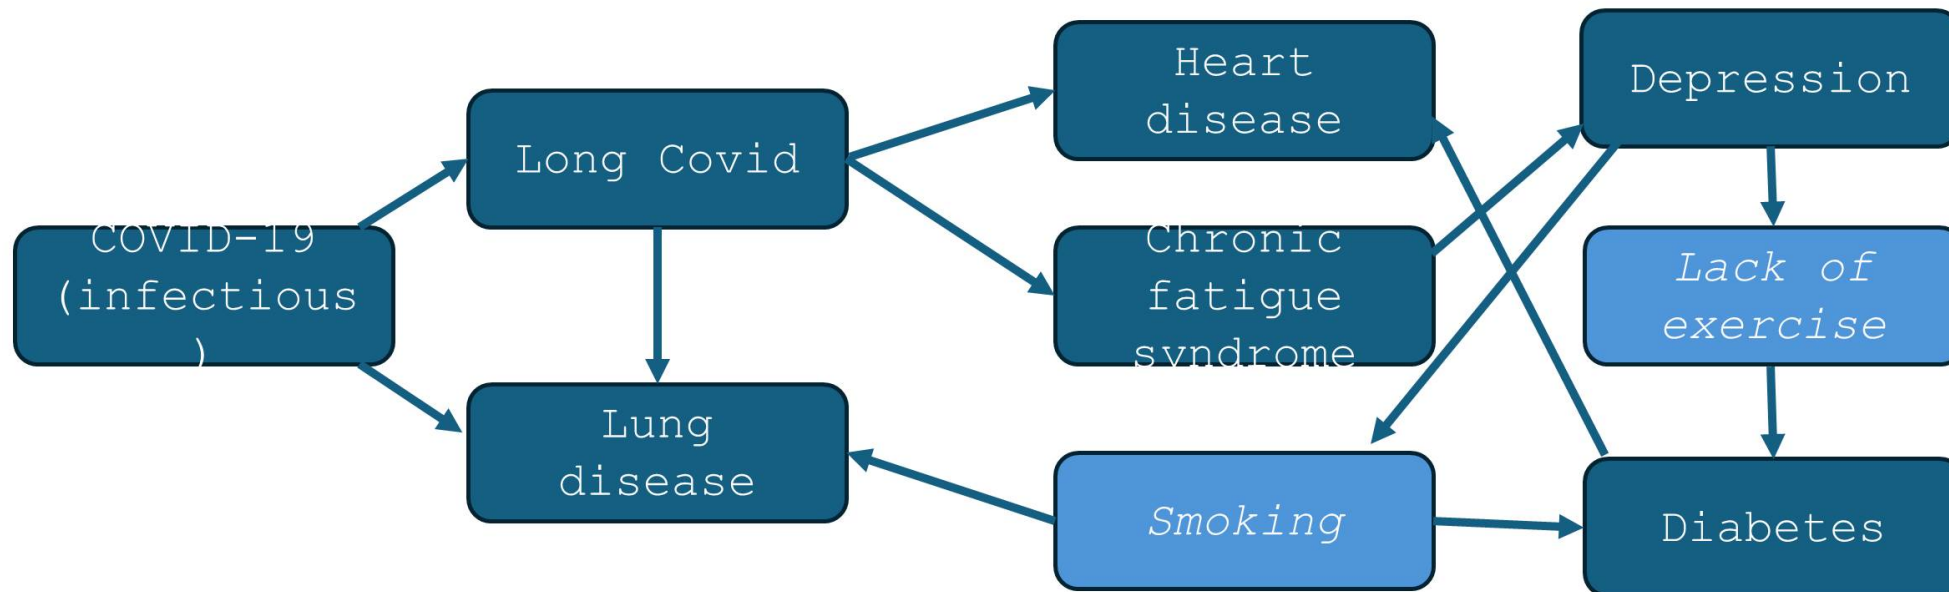 Heart
disease
Depression
Long Covid
COVID-19
(infectious
)
Chronic
fatigue
syndrome
Lack of
exercise
Lung
disease
Smoking
Diabetes